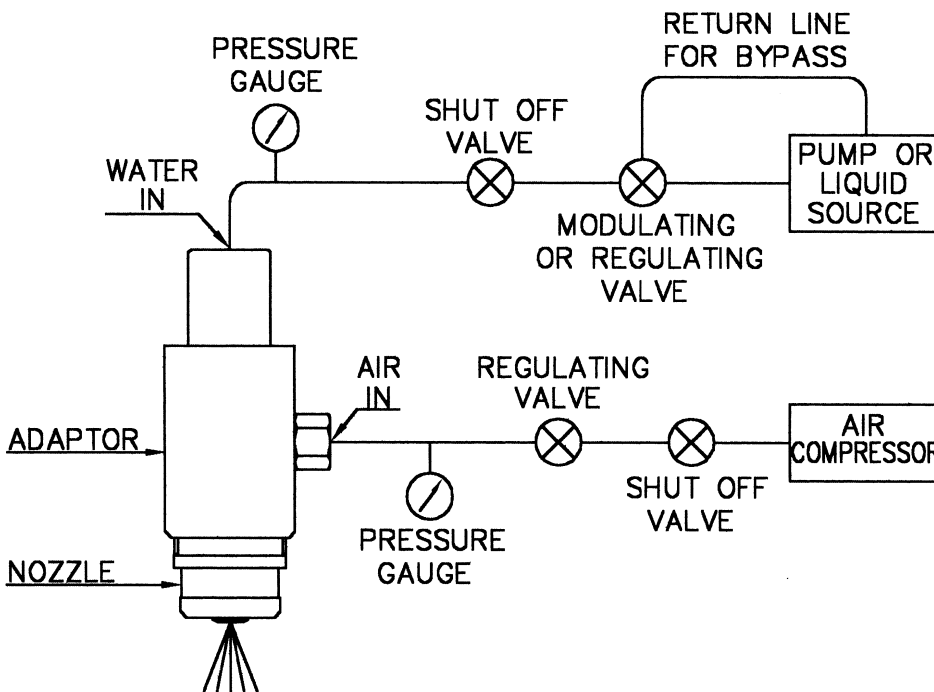 RETURN LINE
FOR BYPASS
PRESSURE
GAUGE
SHUT OFF
VALVE
PUMP OR
LIQUID
SOURCE
WATER
IN
MODULATING
OR REGULATING
VALVE
AIR
IN
REGULATING
VALVE
ADAPTOR
AIR
COMPRESSOR
SHUT OFF
VALVE
PRESSURE
GAUGE
NOZZLE